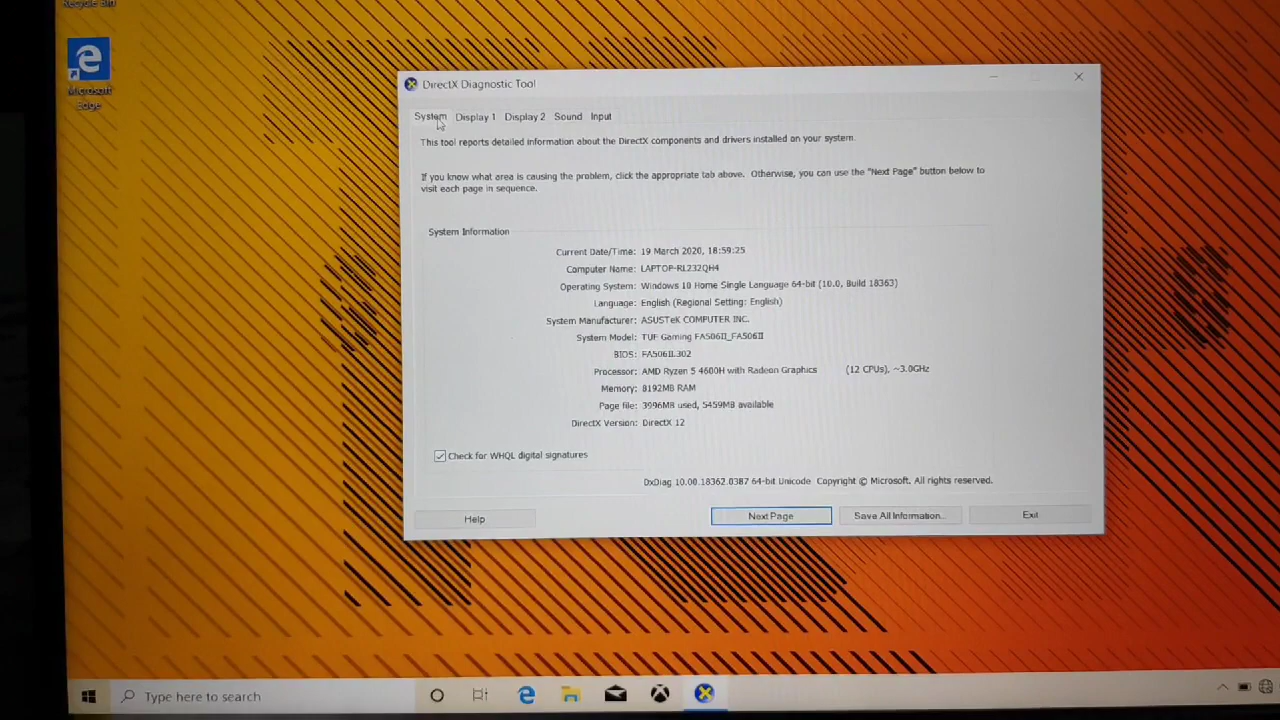 Recycle Bin
Microsoft
Edge
DirectX Diagnostic Tool
System Display 1 Display 2 Sound Input
This tool reports detailed information about the DirectX components and drivers installed on your system.
If you know what area is causing the problem, click the appropriate tab above. Otherwise, you can use the "Next Page" button below to
visit each page in sequence.
System Information
Current Date/Time: 19 March 2020, 18:59:25
Computer Name: LAPTOP-RL232QH4
Operating System: Windows 10 Home Single Language 64-bit (10.0, Build 18363)
Language: English (Regional Setting: English)
System Manufacturer: ASUSTeK COMPUTER INC.
System Model: TUF Gaming FA506II_FA506II
BIOS: FA506II.302
Processor: AMD Ryzen 5 4600H with Radeon Graphics (12 CPUs), ~3.0GHz
Memory: 8192MB RAM
Page file: 3996MB used, 5459MB available
DirectX Version: DirectX 12
Check for WHQL digital signatures
DxDiag 10.00.18362.0387 64-bit Unicode Copyright © Microsoft. All rights reserved.
Help Next Page Save All Information... Exit
Type here to search